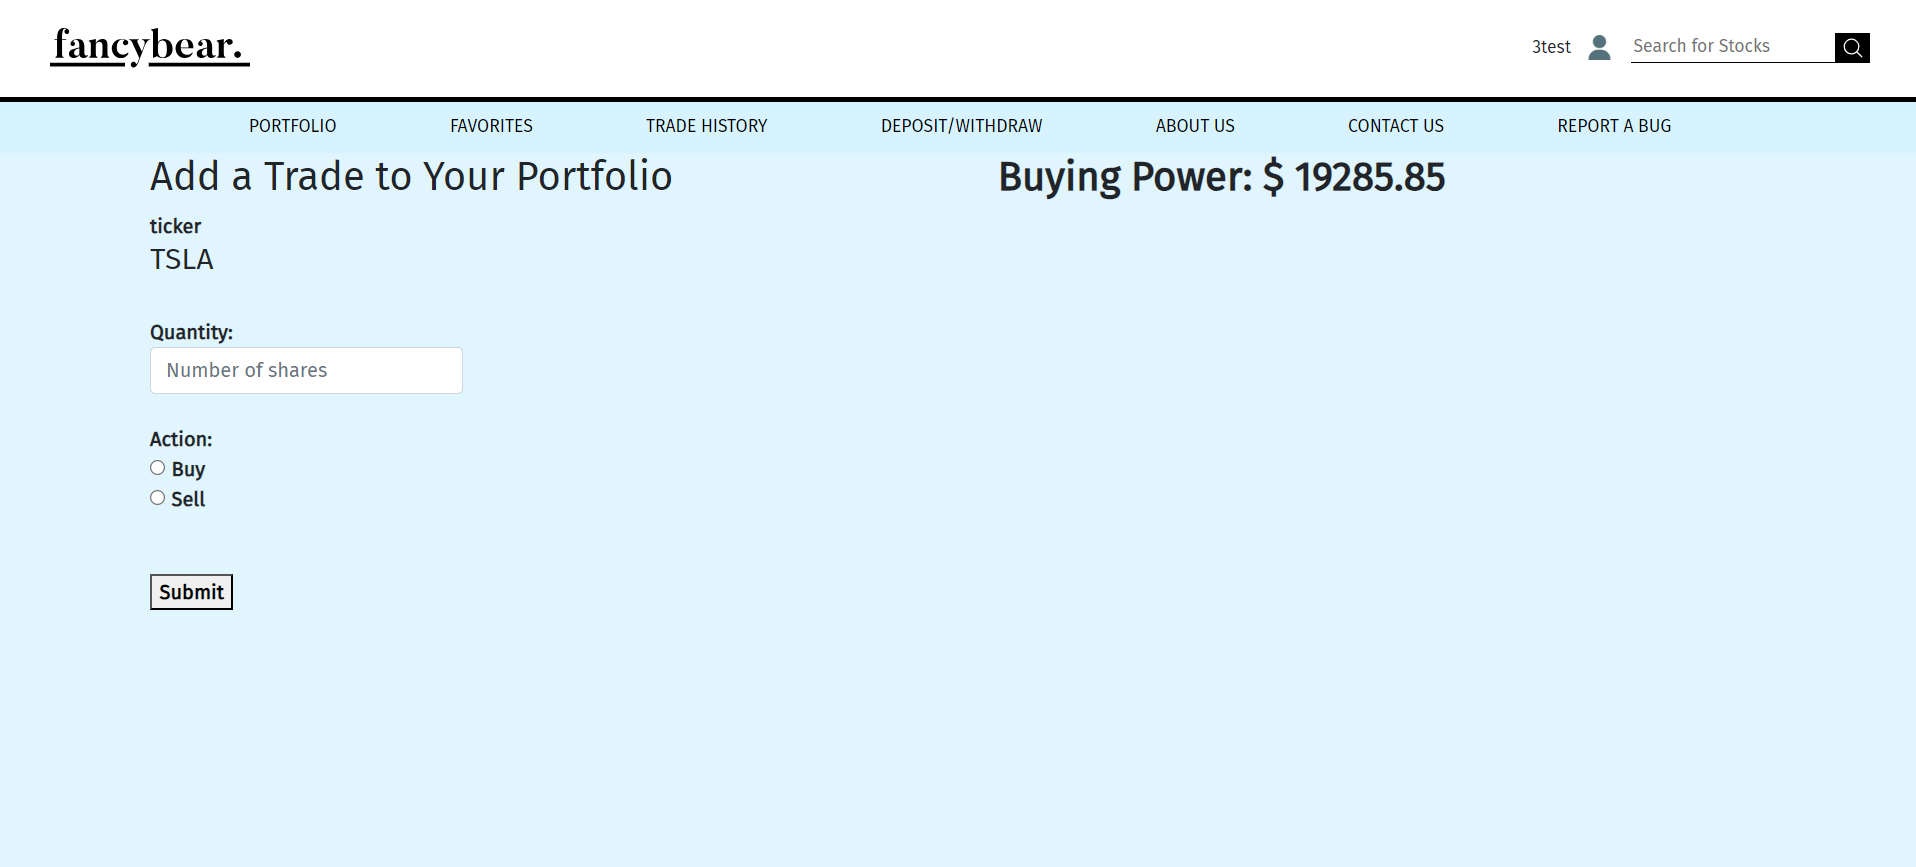 fancybear.
3test
Search for Stocks
PORTFOLIO FAVORITES TRADE HISTORY DEPOSIT/WITHDRAW ABOUT US CONTACT US REPORT A BUG
Add a Trade to Your Portfolio
Buying Power: $ 19285.85
ticker
TSLA
Quantity:
Number of shares
Action:
Buy
Sell
Submit